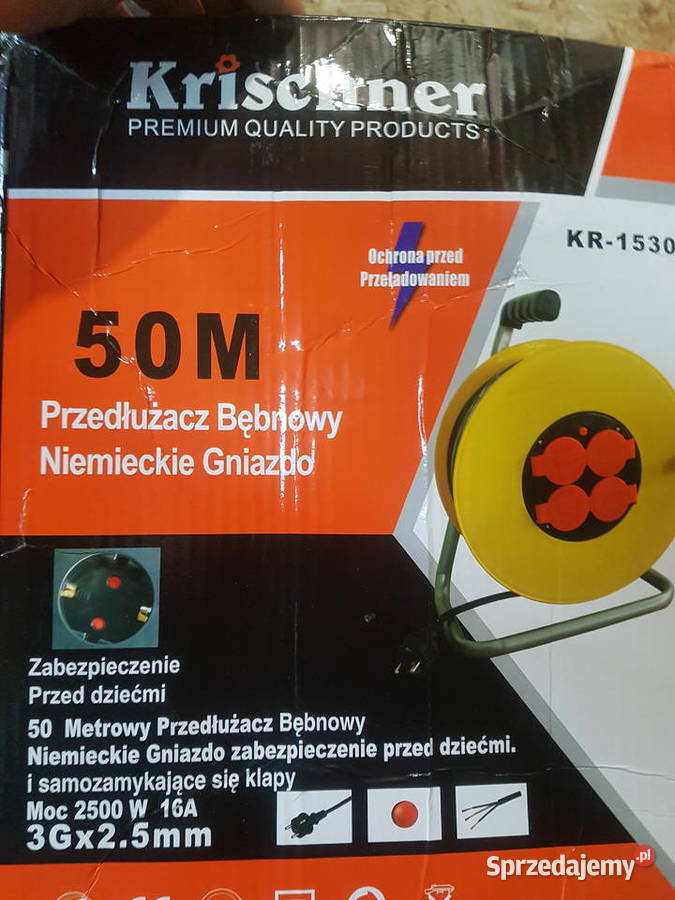 Krischner
PREMIUM QUALITY PRODUCTS
KR-1530
Ochrona przed
Przeładowaniem
50M
Przedłużacz Bębnowy
Niemieckie Gniazdo
Zabezpieczenie
Przed dziećmi
50 Metrowy Przedłużacz Bębnowy
Niemieckie Gniazdo zabezpieczenie przed dziećmi.
i samozamykające się klapy
Moc 2500 W 16A
3Gx2.5mm
Sprzedajemy.pl